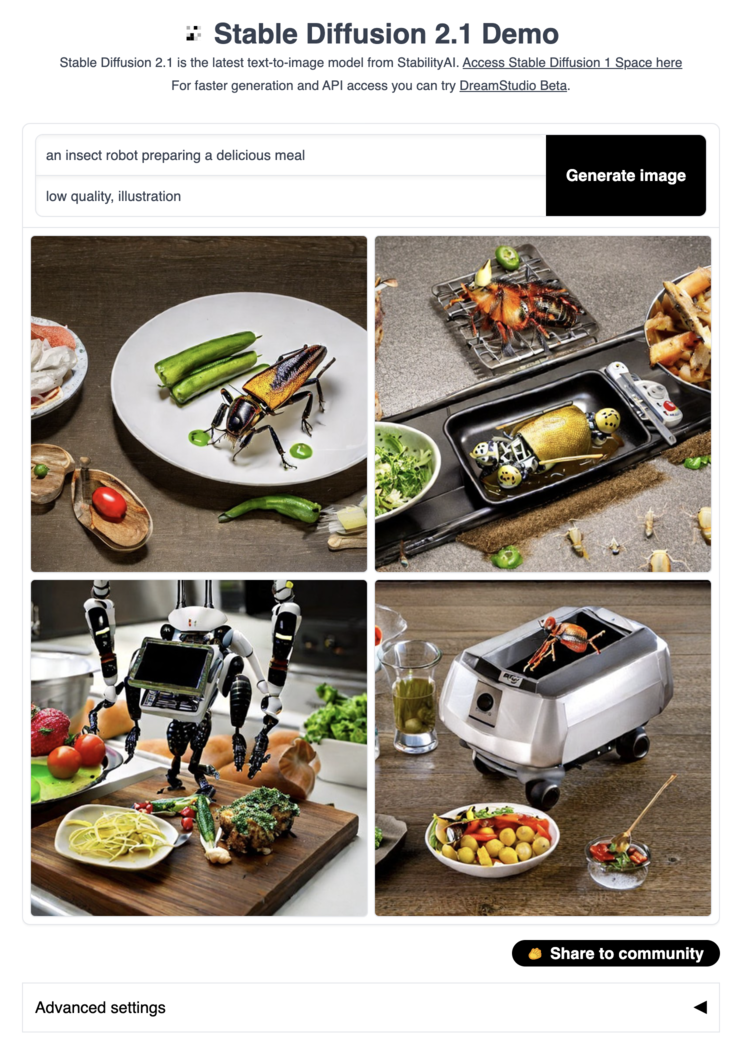 Stable Diffusion 2.1 Demo
Stable Diffusion 2.1 is the latest text-to-image model from StabilityAI. Access Stable Diffusion 1 Space here
For faster generation and API access you can try DreamStudio Beta.
an insect robot preparing a delicious meal
Generate image
low quality, illustration
Share to community
Advanced settings